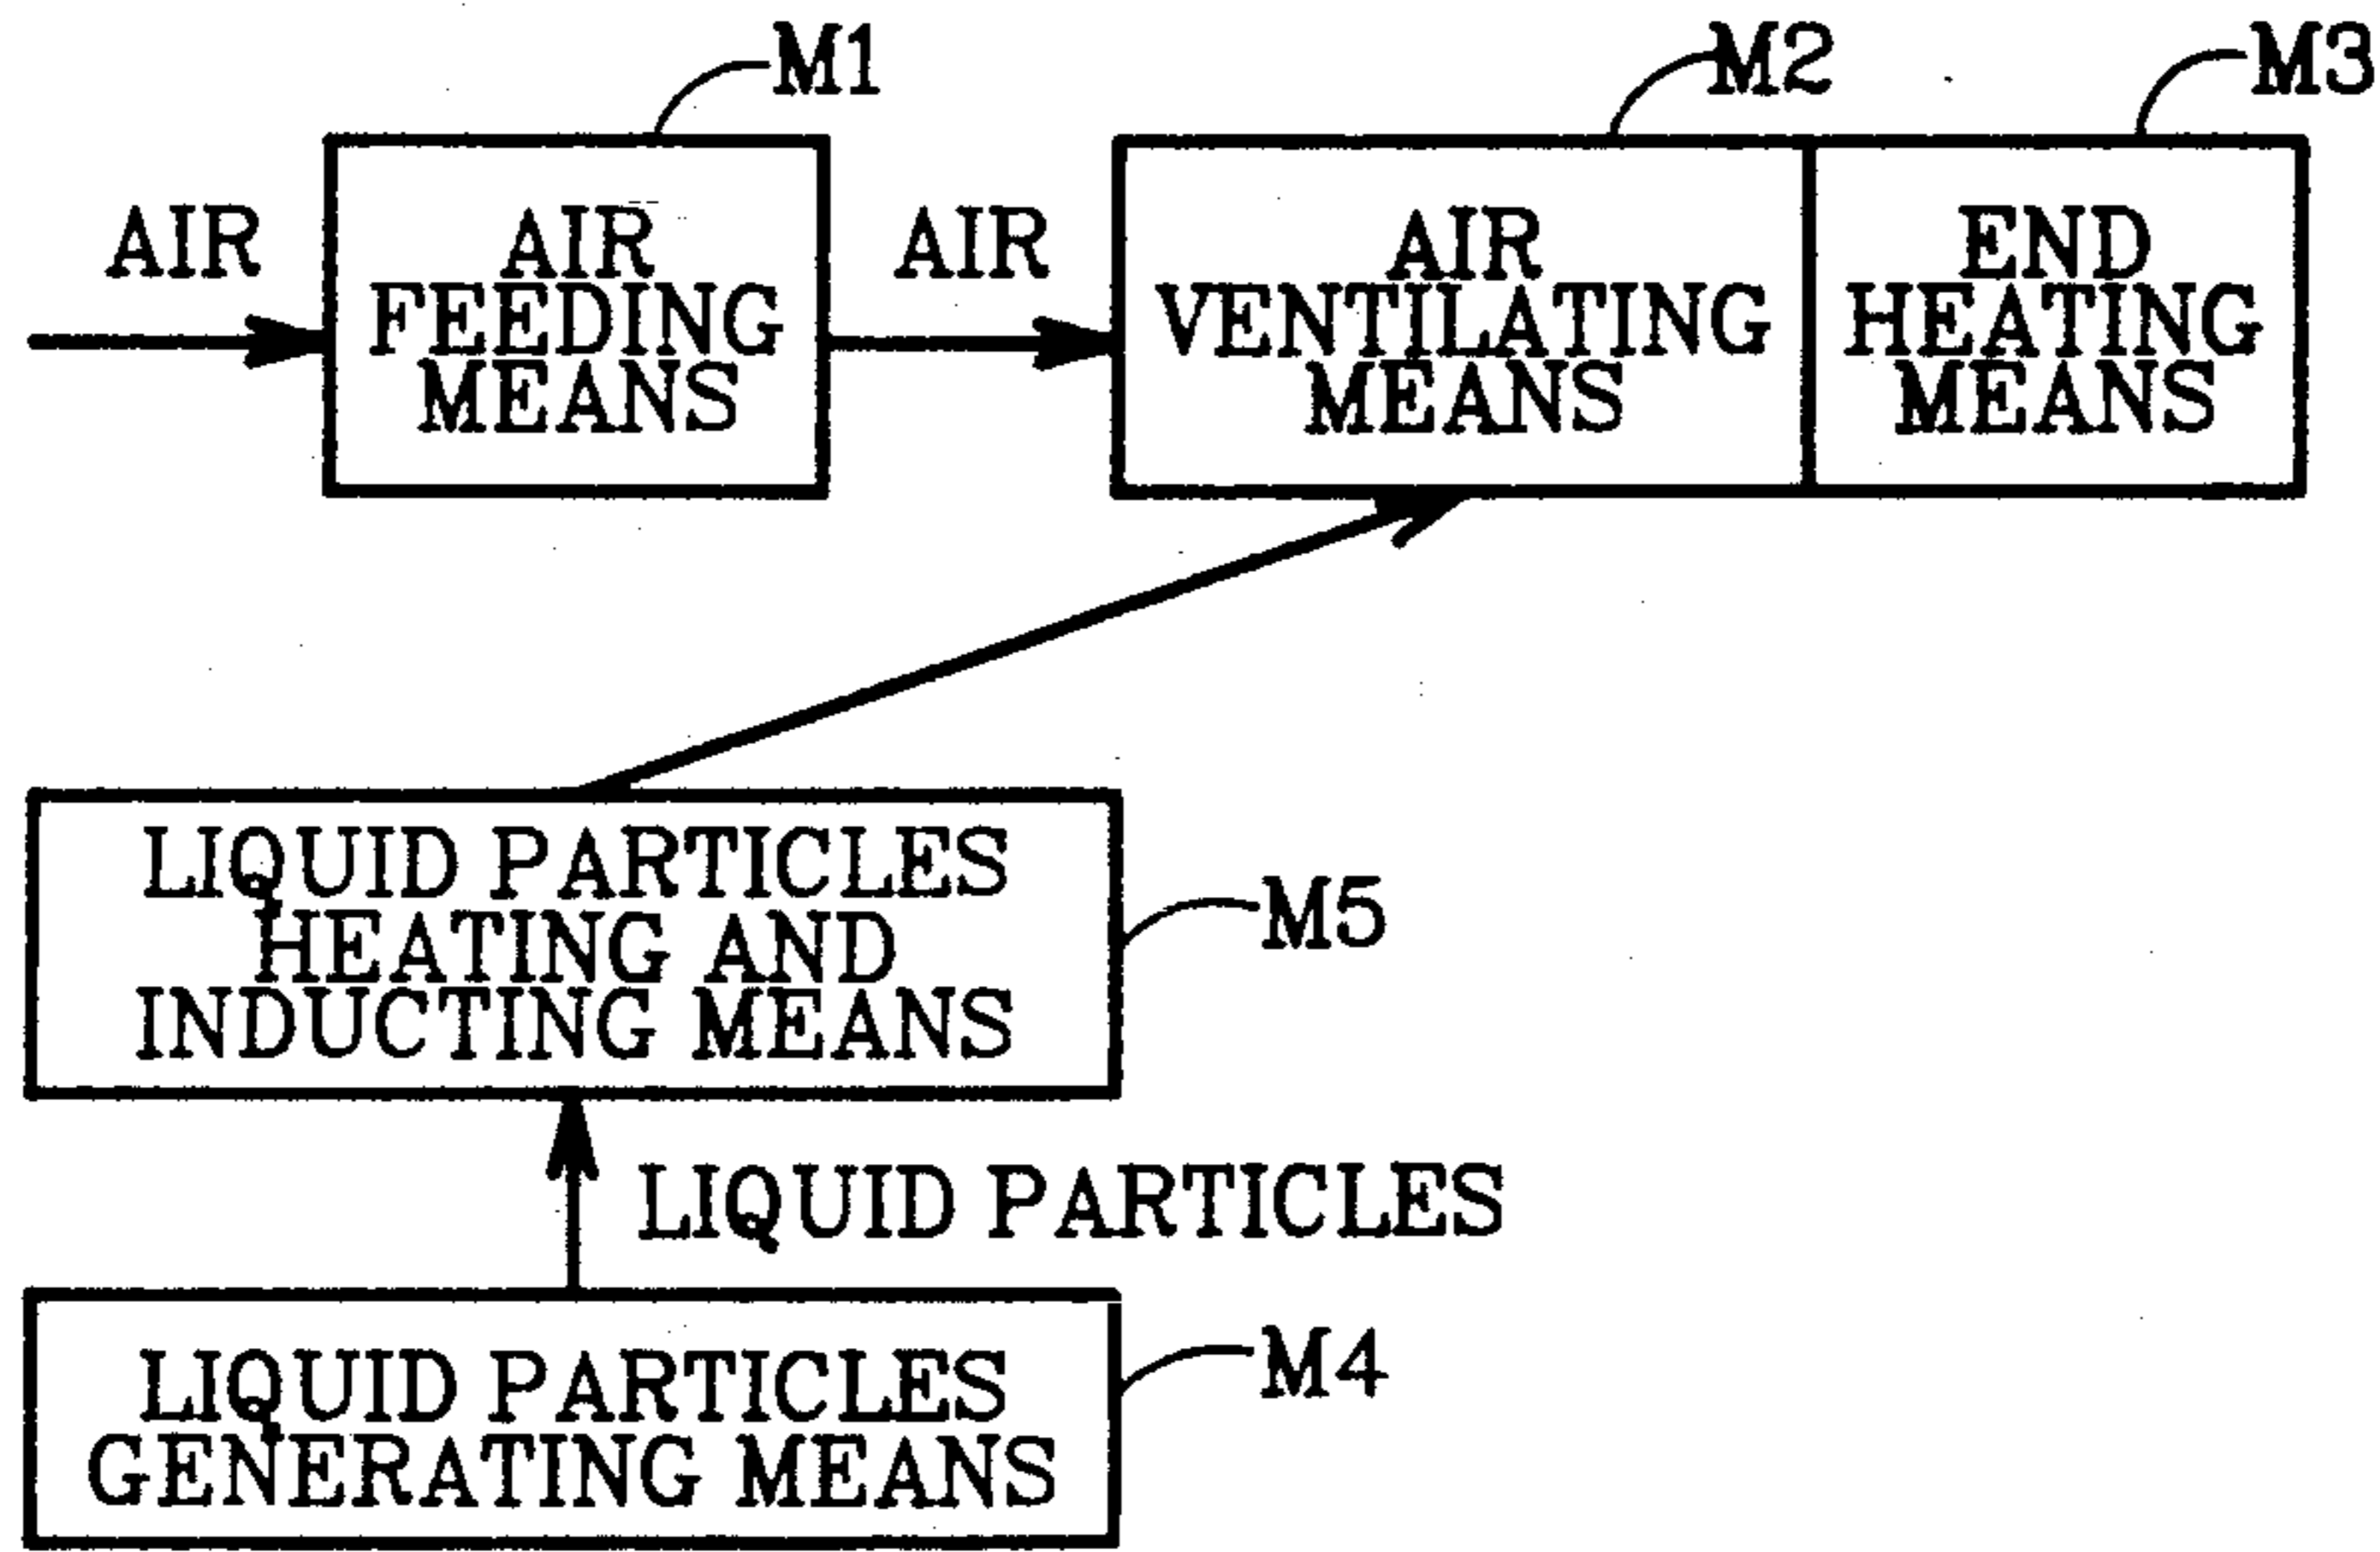 M1
M2
M3
AIR
AIR
FEEDING
MEANS
AIR
AIR
VENTILATING
MEANS
END
HEATING
MEANS
LIQUID PARTICLES
HEATING AND
INDUCTING MEANS
M5
LIQUID PARTICLES
LIQUID PARTICLES
GENERATING MEANS
M4